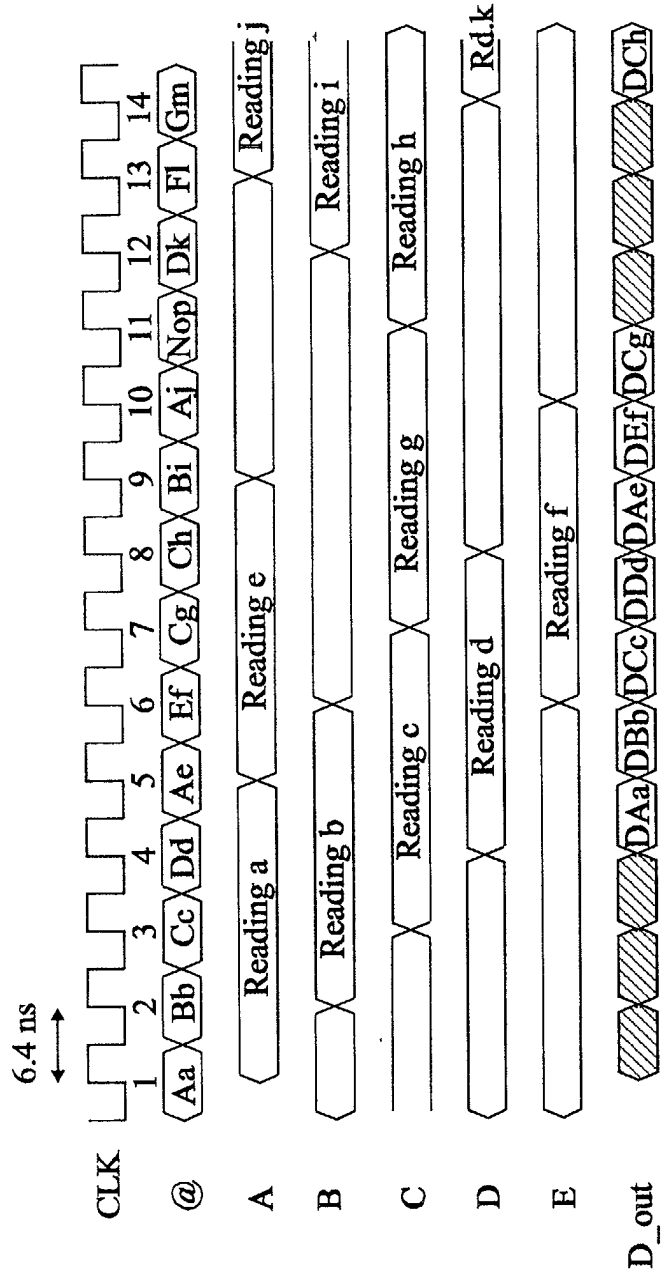 6.4 ns
CLK
1 2 3 4 5 6 7 8 9 10 11 12 13 14
@ Aa Bb Cc Dd Ae Ef Cg Ch Bi Aj Nop Dk Fl Gm
A Reading a Reading e Reading j
B Reading b Reading i
C Reading c Reading g Reading h
D Reading d Rd.k
E Reading f
D_out DAa DBb DCc DDd DAe DEf DCg DCh